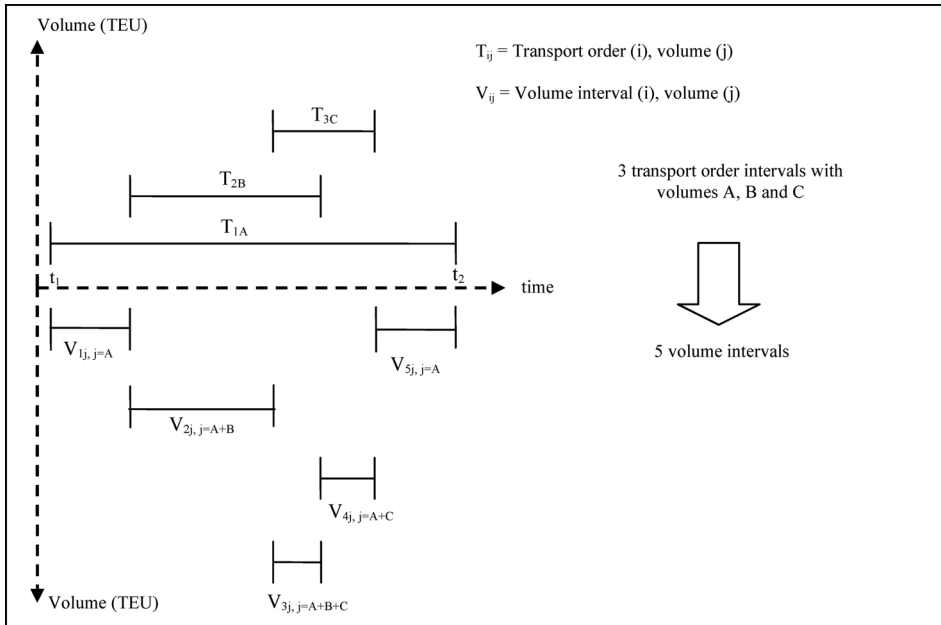 Volume (TEU)
T_ij = Transport order (i), volume (j)
V_ij = Volume interval (i), volume (j)
T_3C
3 transport order intervals with
volumes A, B and C
T_2B
T_1A
t_1
t_2
time
V_1j, j=A
V_5j, j=A
5 volume intervals
V_2j, j=A+B
V_4j, j=A+C
Volume (TEU)
V_3j, j=A+B+C